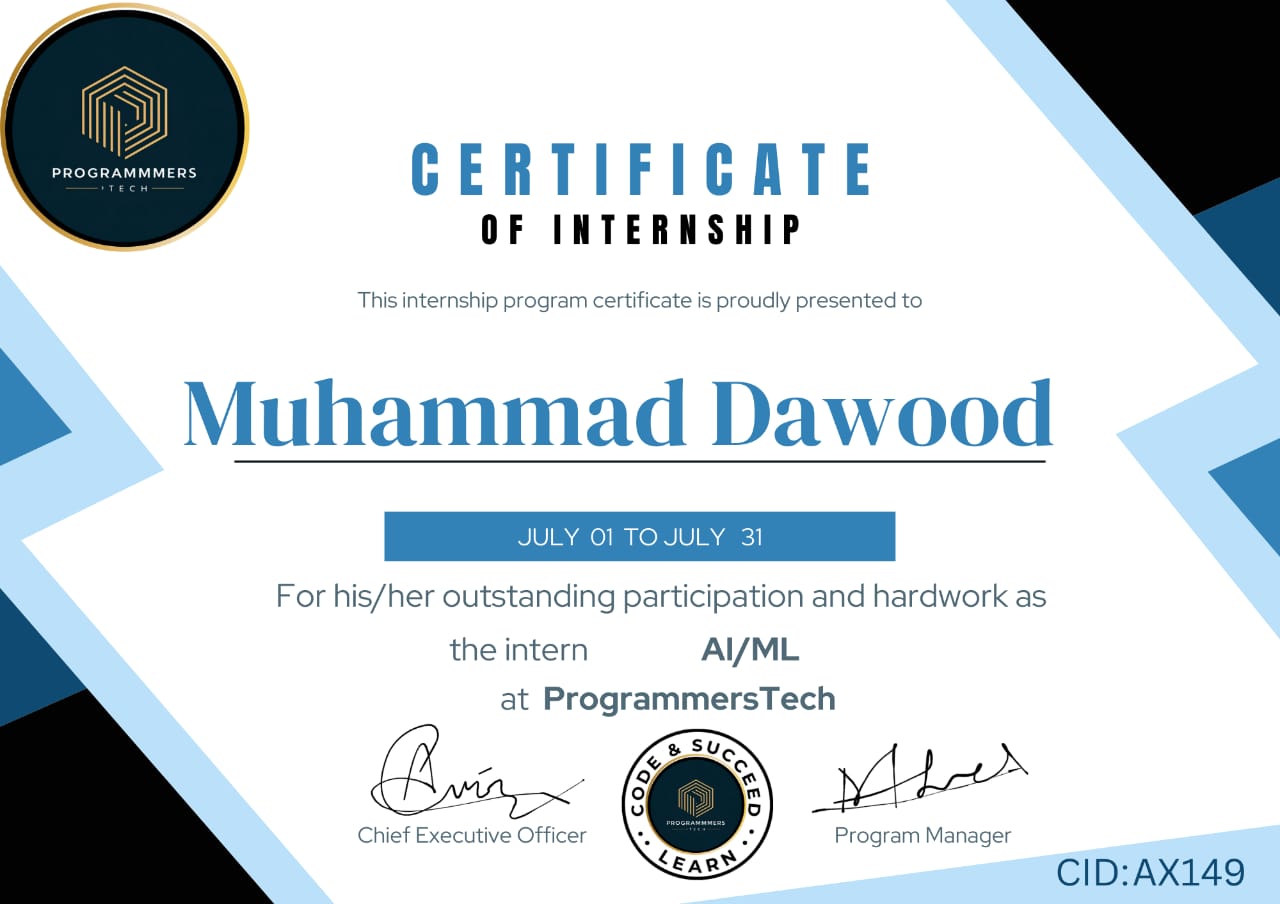 PROGRAMMMERS
TECH
CERTIFICATE
OF INTERNSHIP
This internship program certificate is proudly presented to
Muhammad Dawood
JULY 01 TO JULY 31
For his/her outstanding participation and hardwork as
the intern AI/ML
at ProgrammersTech
CODE & SUCCEED
PROGRAMMMERS
TECH
LEARN
Chief Executive Officer
Program Manager
CID:AX149